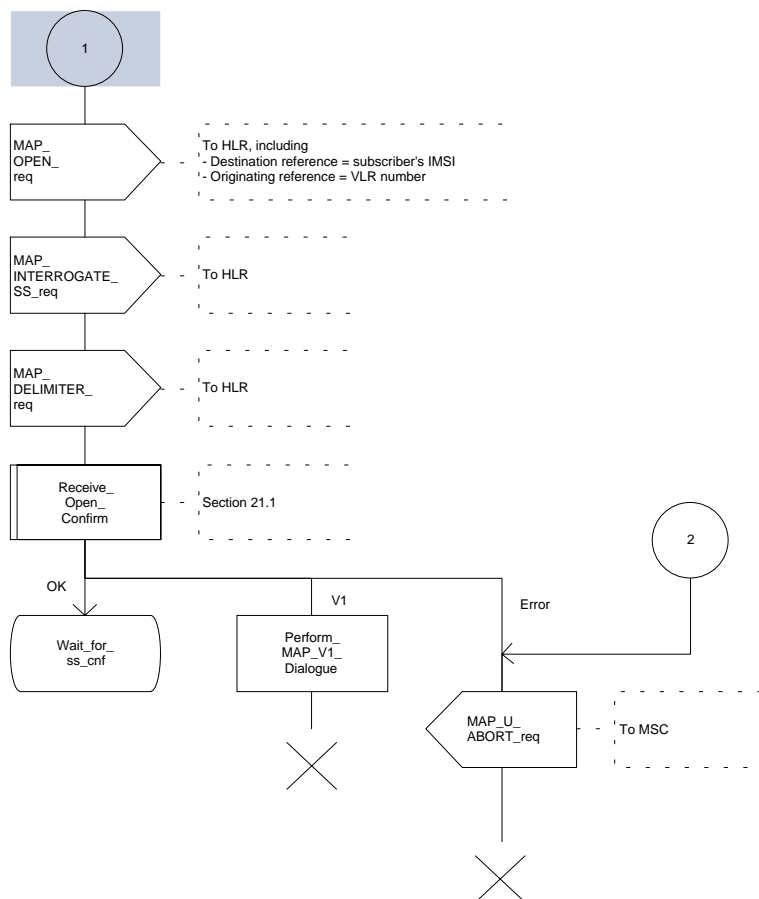 1
MAP_
OPEN_
req
To HLR, including
- Destination reference = subscriber's IMSI
- Originating reference = VLR number
MAP_
INTERROGATE_
SS_req
To HLR
MAP_
DELIMITER_
req
To HLR
Receive_
Open_
Confirm
Section 21.1
2
OK
V1
Error
Wait_for_
ss_cnf
Perform_
MAP_V1_
Dialogue
MAP_U_
ABORT_req
To MSC